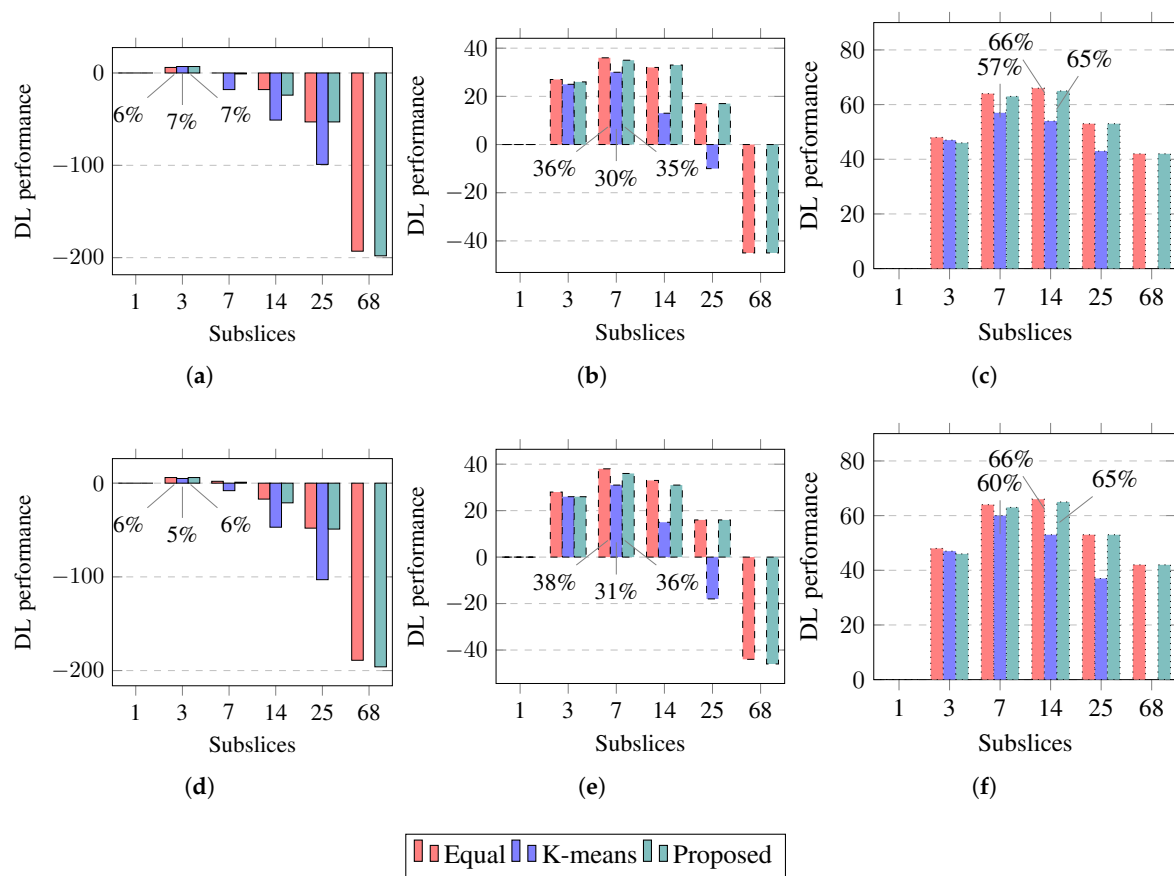 DL performance
0
−100
−200
6%
7%
7%
1 3 7 14 25 68
Subslices
(a)
DL performance
40
20
0
−20
−40
36%
30%
35%
1 3 7 14 25 68
Subslices
(b)
DL performance
80
60
40
20
0
66%
57%
65%
1 3 7 14 25 68
Subslices
(c)
DL performance
0
−100
−200
6%
5%
6%
1 3 7 14 25 68
Subslices
(d)
DL performance
40
20
0
−20
−40
38%
31%
36%
1 3 7 14 25 68
Subslices
(e)
DL performance
80
60
40
20
0
66%
60%
65%
1 3 7 14 25 68
Subslices
(f)
Equal K-means Proposed